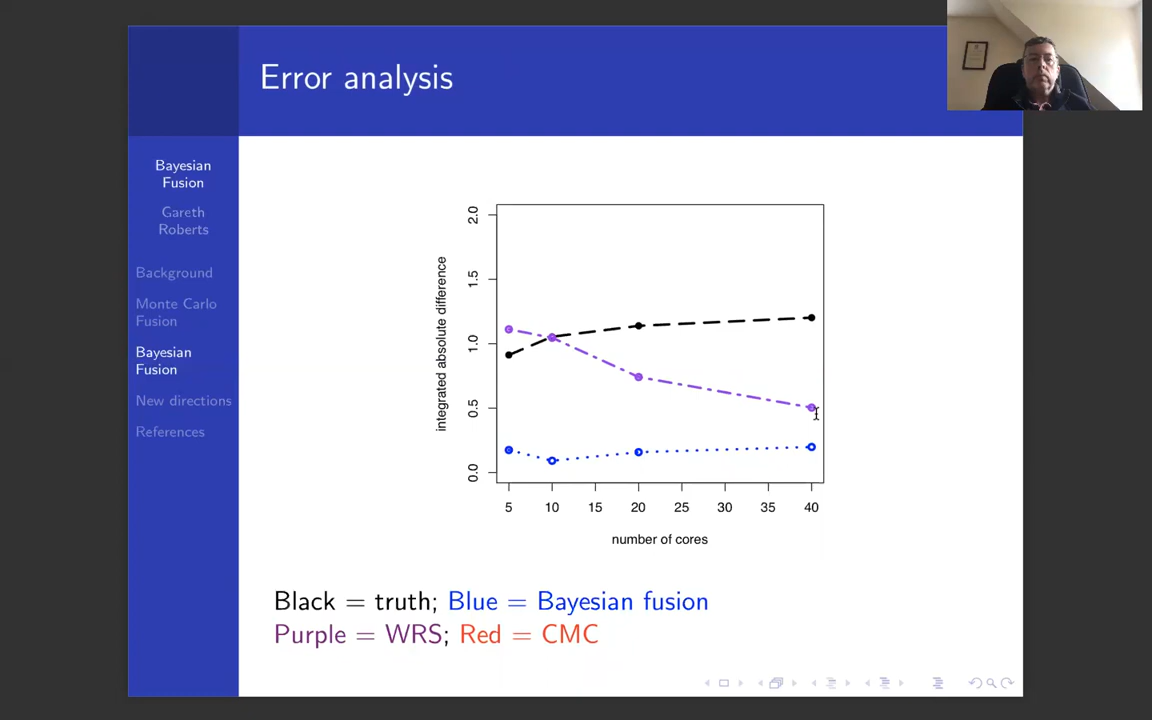 Error analysis
Bayesian
Fusion
Gareth
Roberts
Background
Monte Carlo
Fusion
Bayesian
Fusion
New directions
References
integrated absolute difference
2.0
1.5
1.0
0.5
0.0
5 10 15 20 25 30 35 40
number of cores
Black = truth; Blue = Bayesian fusion
Purple = WRS; Red = CMC